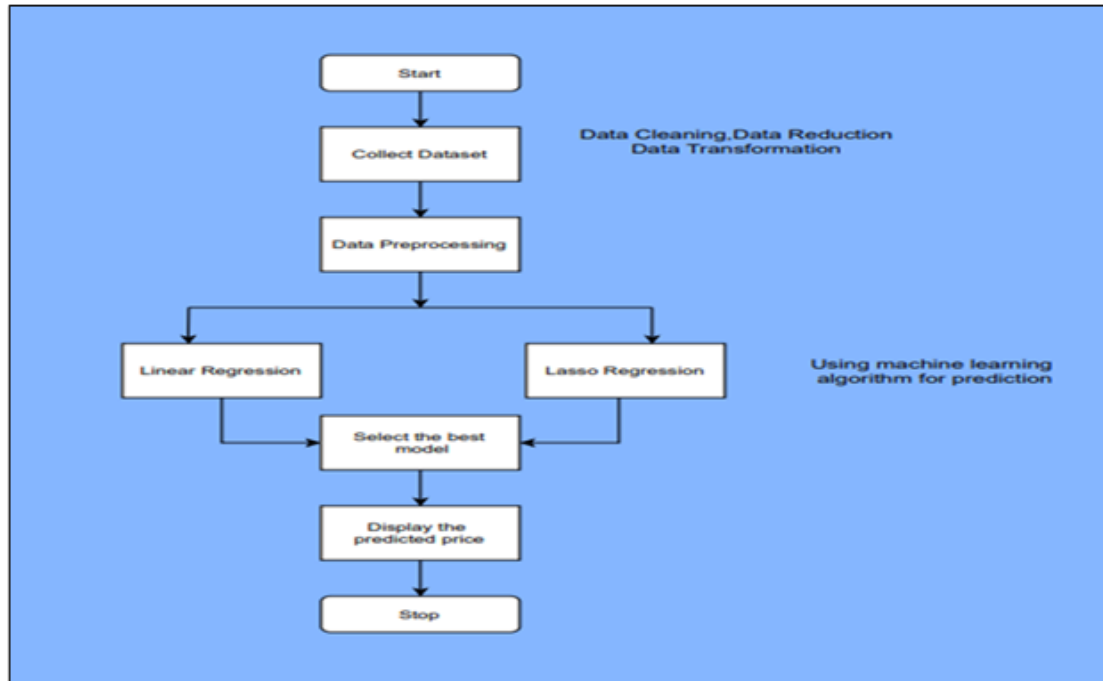 Start
Collect Dataset
Data Cleaning,Data Reduction
Data Transformation
Data Preprocessing
Linear Regression
Lasso Regression
Using machine learning
algorithm for prediction
Select the best
model
Display the
predicted price
Stop